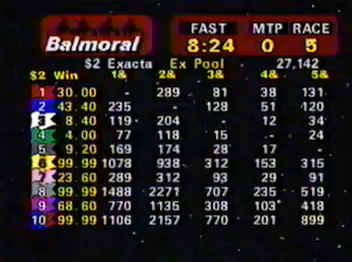 FAST MTP RACE
Balmoral 8:24 0 5
$2 Exacta Ex Pool 27,142
$2 Win 1& 2& 3& 4& 5&
1 30.00 - 289 81 38 131
2 43.40 235 - 128 51 120
3 8.40 119 204 - 12 34
4 4.00 77 118 15 - 24
5 9.20 169 174 28 17 -
6 99.99 1078 938 312 153 315
7 23.60 289 312 93 29 91
8 99.99 1488 2271 707 235 519
9 68.60 770 1135 308 103 418
10 99.99 1106 2157 770 201 899